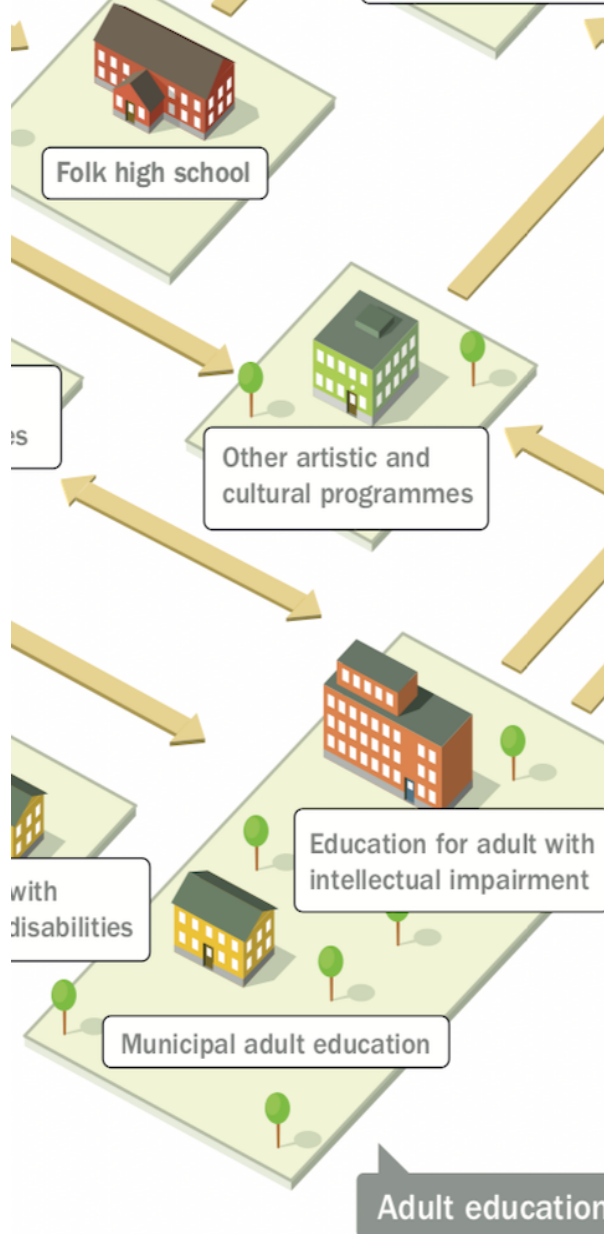 Folk high school
es
Other artistic and
cultural programmes
Education for adult with
intellectual impairment
with
disabilities
Municipal adult education
Adult education